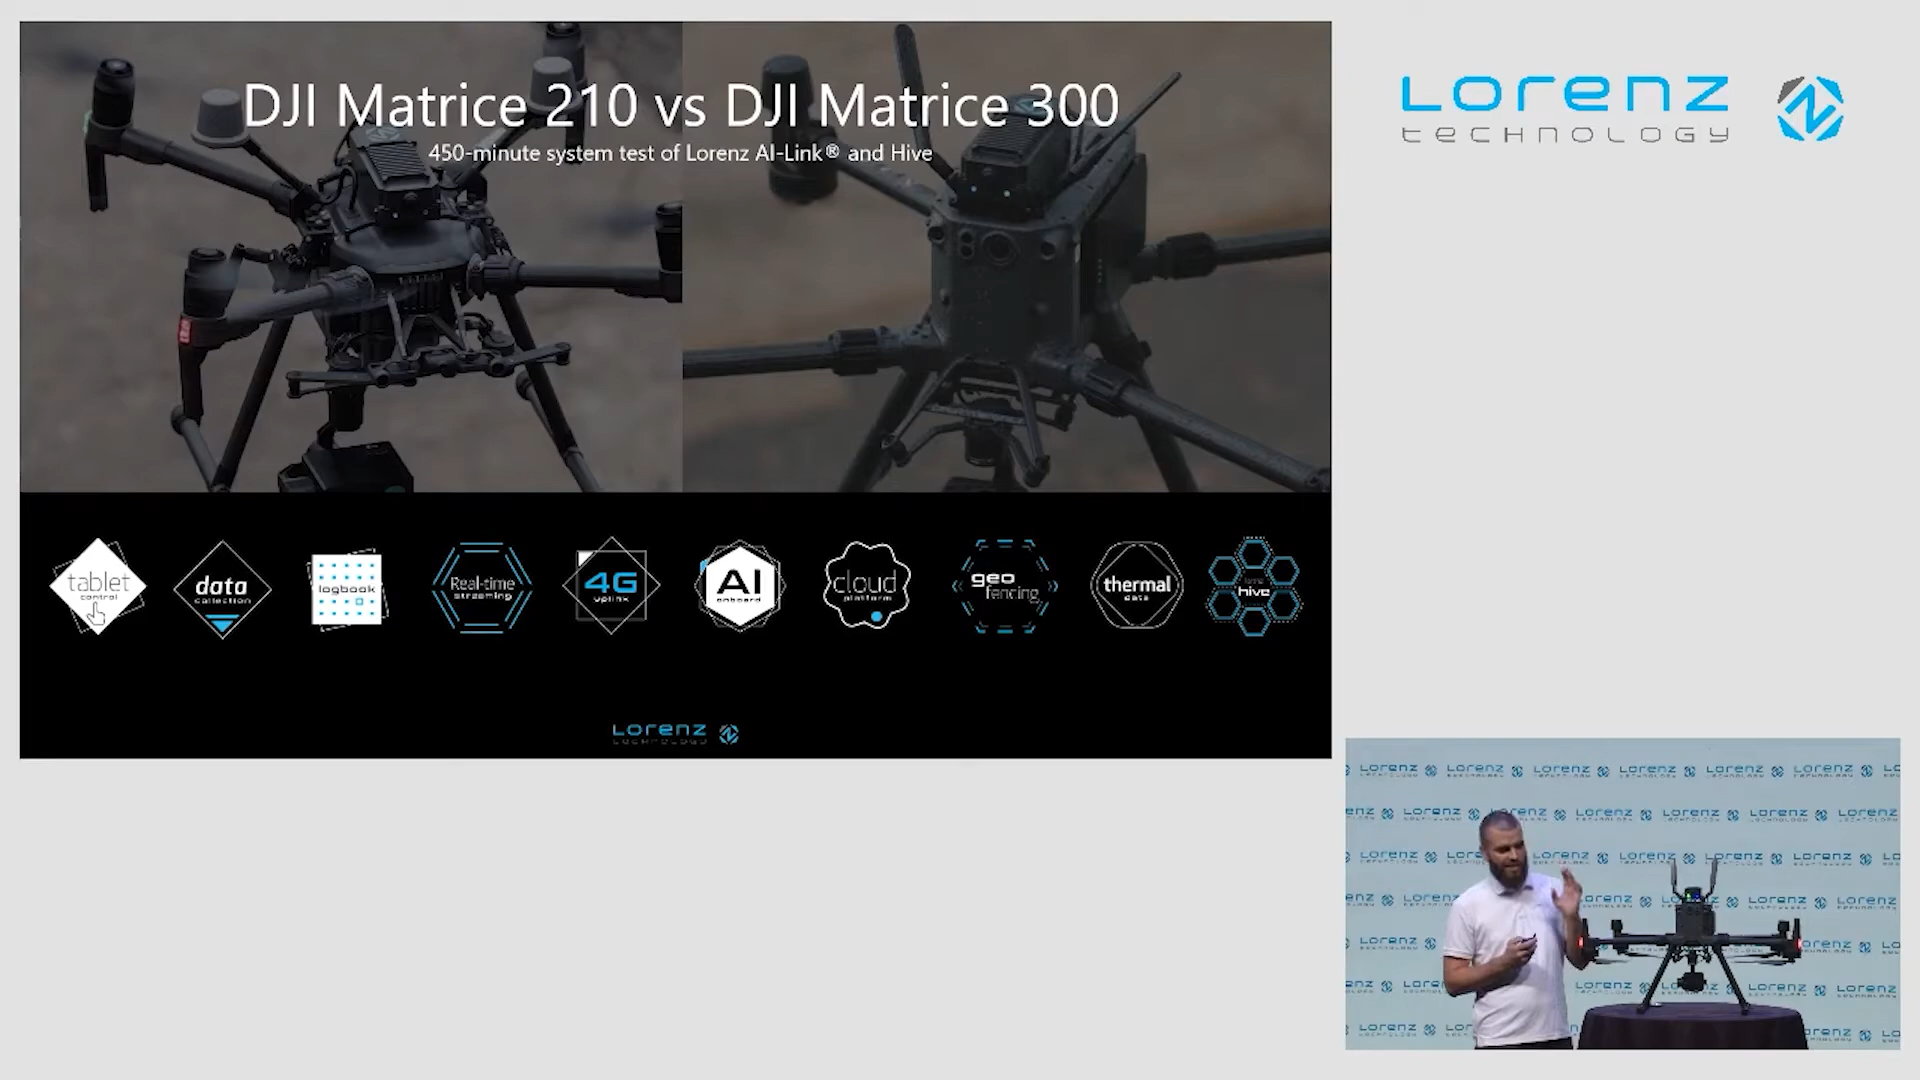 DJI Matrice 210 vs DJI Matrice 300
450-minute system test of Lorenz AI-Link® and Hive
Lorenz
technology
tablet
control
data
collection
logbook
Real-time
streaming
4G
uplink
AI
onboard
cloud
platform
geo
fencing
thermal
data
hive
Lorenz
technology